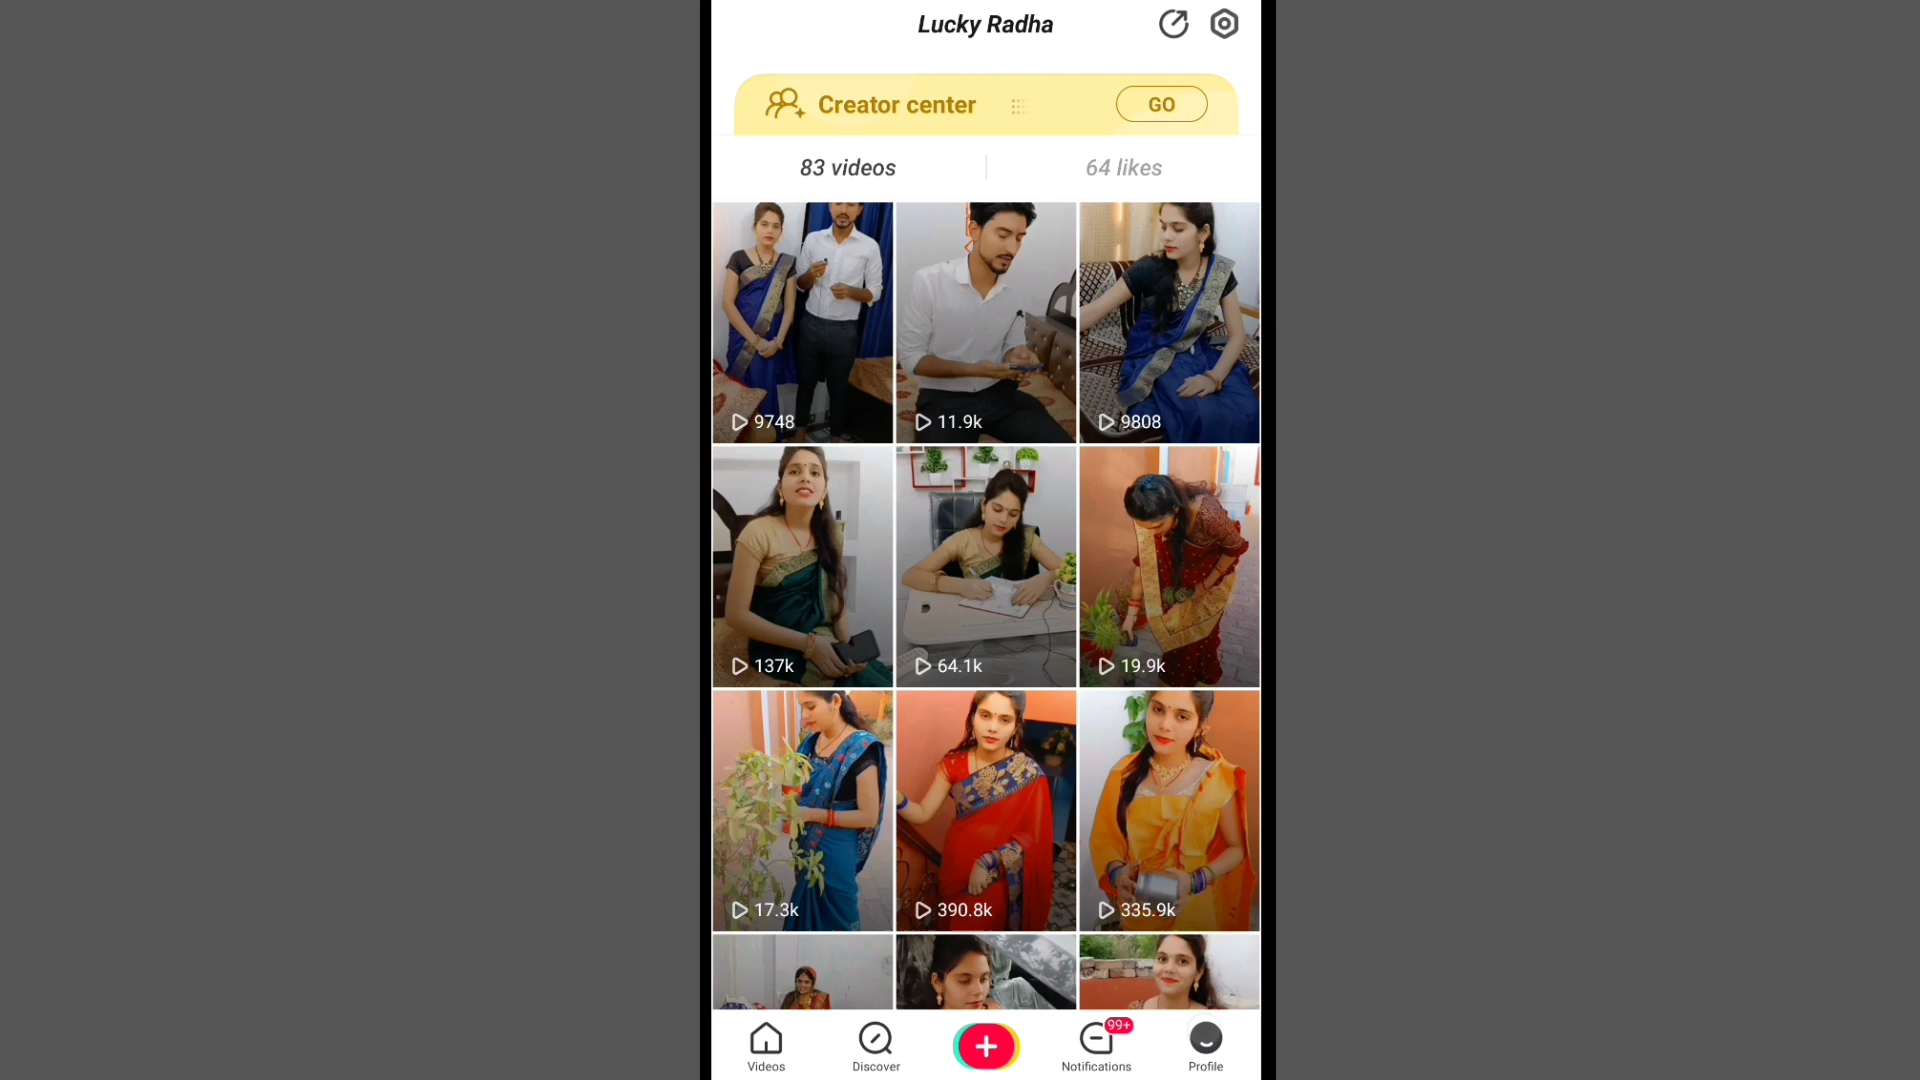 Lucky Radha
Creator center
GO
83 videos
64 likes
9748
11.9k
9808
137k
64.1k
19.9k
17.3k
390.8k
335.9k
99+
Videos
Discover
Notifications
Profile